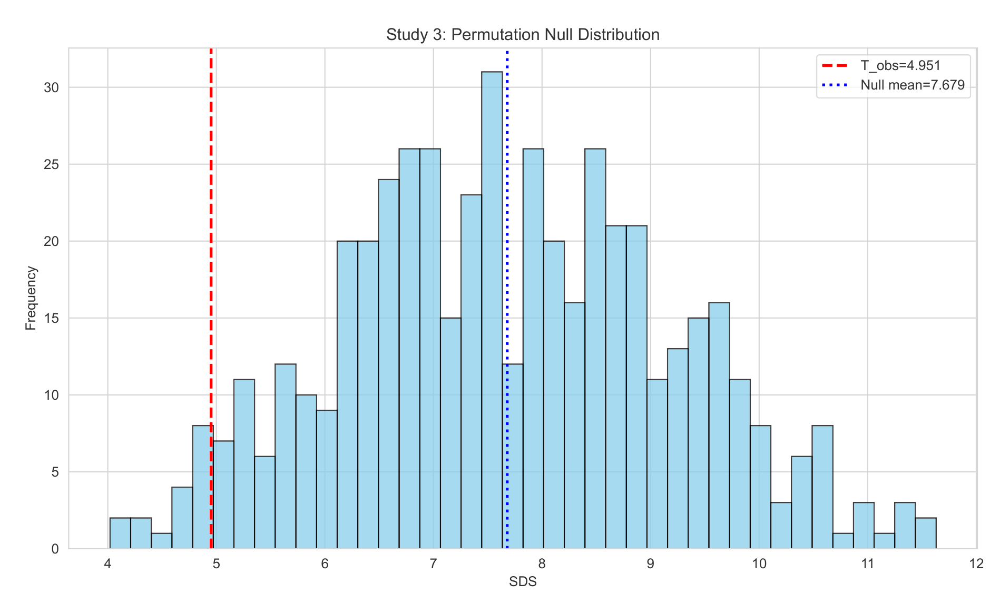 Study 3: Permutation Null Distribution
T_obs=4.951
Null mean=7.679
Frequency
30
25
20
15
10
5
0
4 5 6 7 8 9 10 11 12
SDS